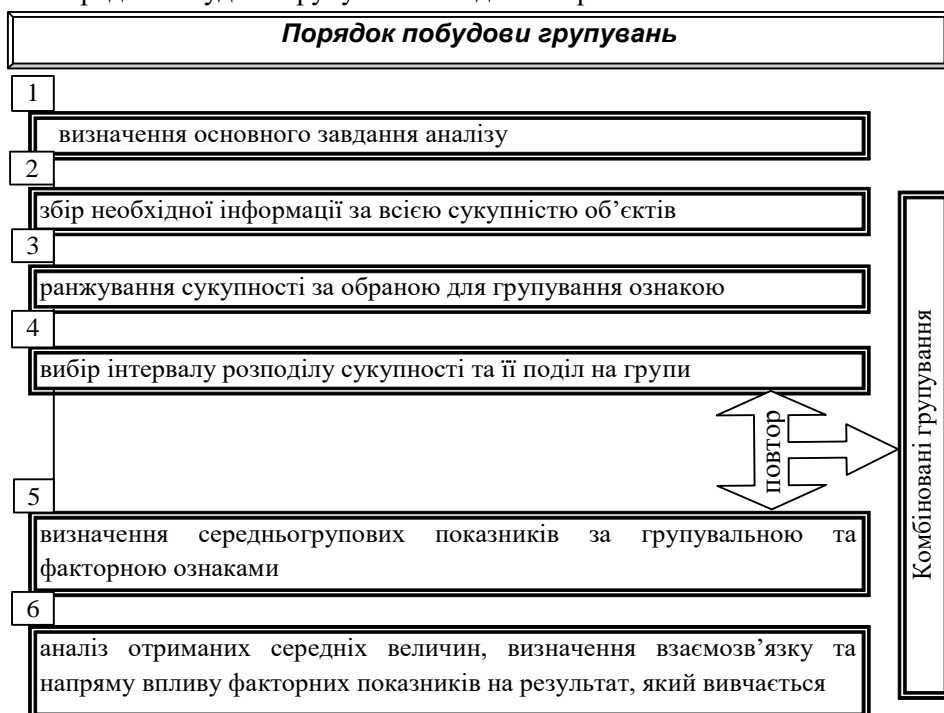 Порядок побудови групувань
1
визначення основного завдання аналізу
2
збір необхідної інформації за всією сукупністю об’єктів
3
ранжування сукупності за обраною для групування ознакою
4
вибір інтервалу розподілу сукупності та її поділ на групи
повтор
Комбіновані групування
5
визначення середньогрупових показників за групувальною та
факторною ознаками
6
аналіз отриманих середніх величин, визначення взаємозв’язку та
напряму впливу факторних показників на результат, який вивчається